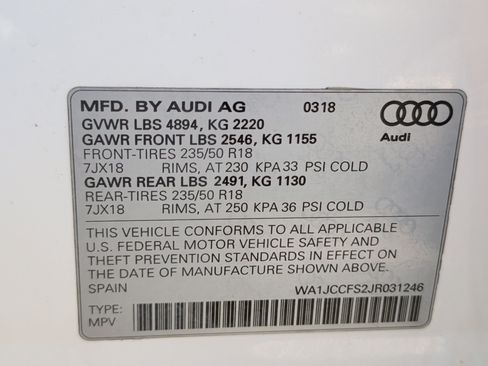 MFD. BY AUDI AG 0318
GVWR LBS 4894, KG 2220
GAWR FRONT LBS 2546, KG 1155
Audi
FRONT-TIRES 235/50 R18
7JX18 RIMS, AT 230 KPA 33 PSI COLD
GAWR REAR LBS 2491, KG 1130
REAR-TIRES 235/50 R18
7JX18 RIMS, AT 250 KPA 36 PSI COLD
THIS VEHICLE CONFORMS TO ALL APPLICABLE
U.S. FEDERAL MOTOR VEHICLE SAFETY AND
THEFT PREVENTION STANDARDS IN EFFECT ON
THE DATE OF MANUFACTURE SHOWN ABOVE.
SPAIN WA1JCCFS2JR031246
TYPE:
MPV